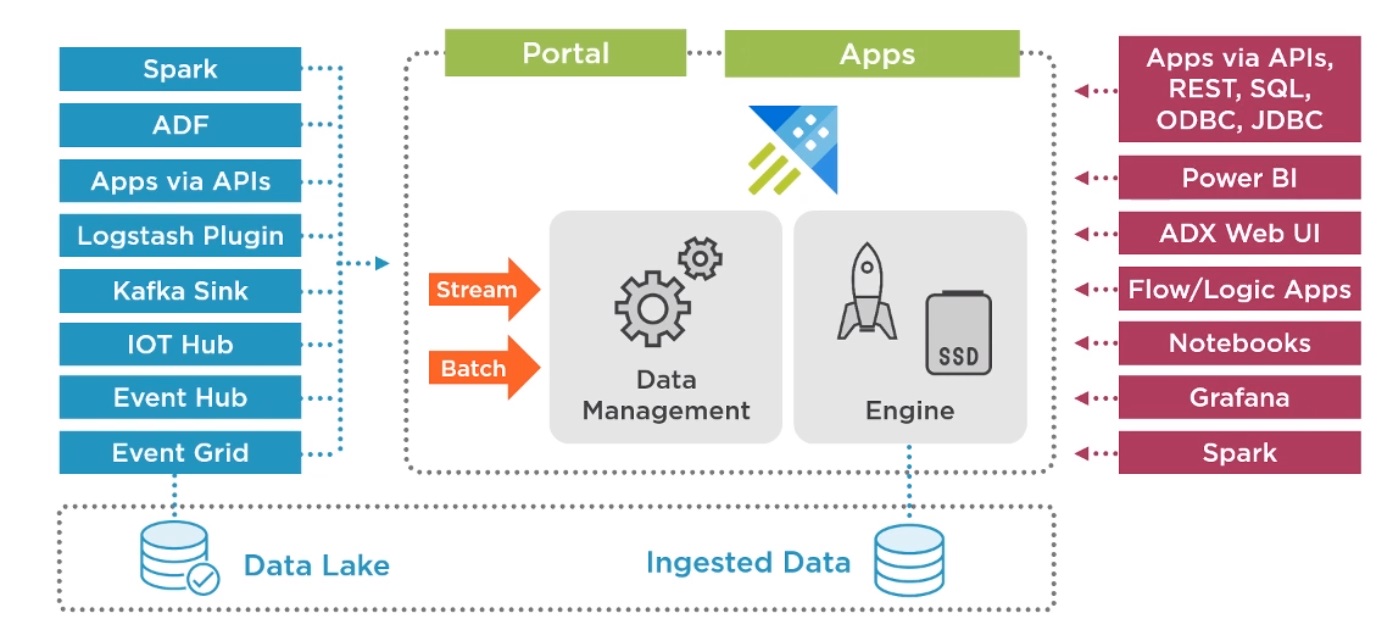 Portal
Apps
Spark
ADF
Apps via APIs
Logstash Plugin
Kafka Sink
IOT Hub
Event Hub
Event Grid
Stream
Batch
Data
Management
SSD
Engine
Apps via APIs,
REST, SQL,
ODBC, JDBC
Power BI
ADX Web UI
Flow/Logic Apps
Notebooks
Grafana
Spark
Data Lake
Ingested Data